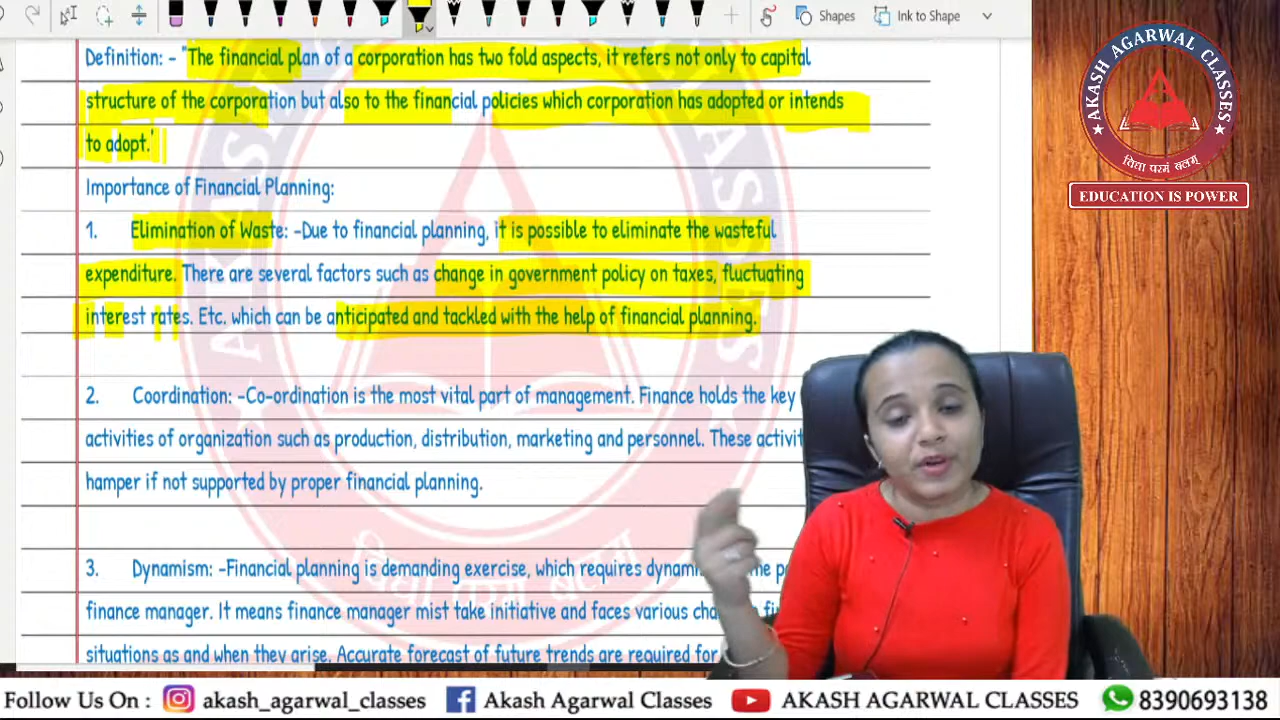 Shapes
Ink to Shape
Definition: - "The financial plan of a corporation has two fold aspects, it refers not only to capital
structure of the corporation but also to the financial policies which corporation has adopted or intends
to adopt.'
Importance of Financial Planning:
1. Elimination of Waste: -Due to financial planning, it is possible to eliminate the wasteful
expenditure. There are several factors such as change in government policy on taxes, fluctuating
interest rates. Etc. which can be anticipated and tackled with the help of financial planning.
2. Coordination: -Co-ordination is the most vital part of management. Finance holds the key
activities of organization such as production, distribution, marketing and personnel. These
hamper if not supported by proper financial planning.
3. Dynamism: -Financial planning is demanding exercise, which requires
finance manager. It means finance manager mist take initiative and faces various
situations as and when they arise. Accurate forecast of future trends are required for
AKASH AGARWAL CLASSES
विद्या परमं बलम्
EDUCATION IS POWER
Follow Us On : akash_agarwal_classes Akash Agarwal Classes AKASH AGARWAL CLASSES 8390693138